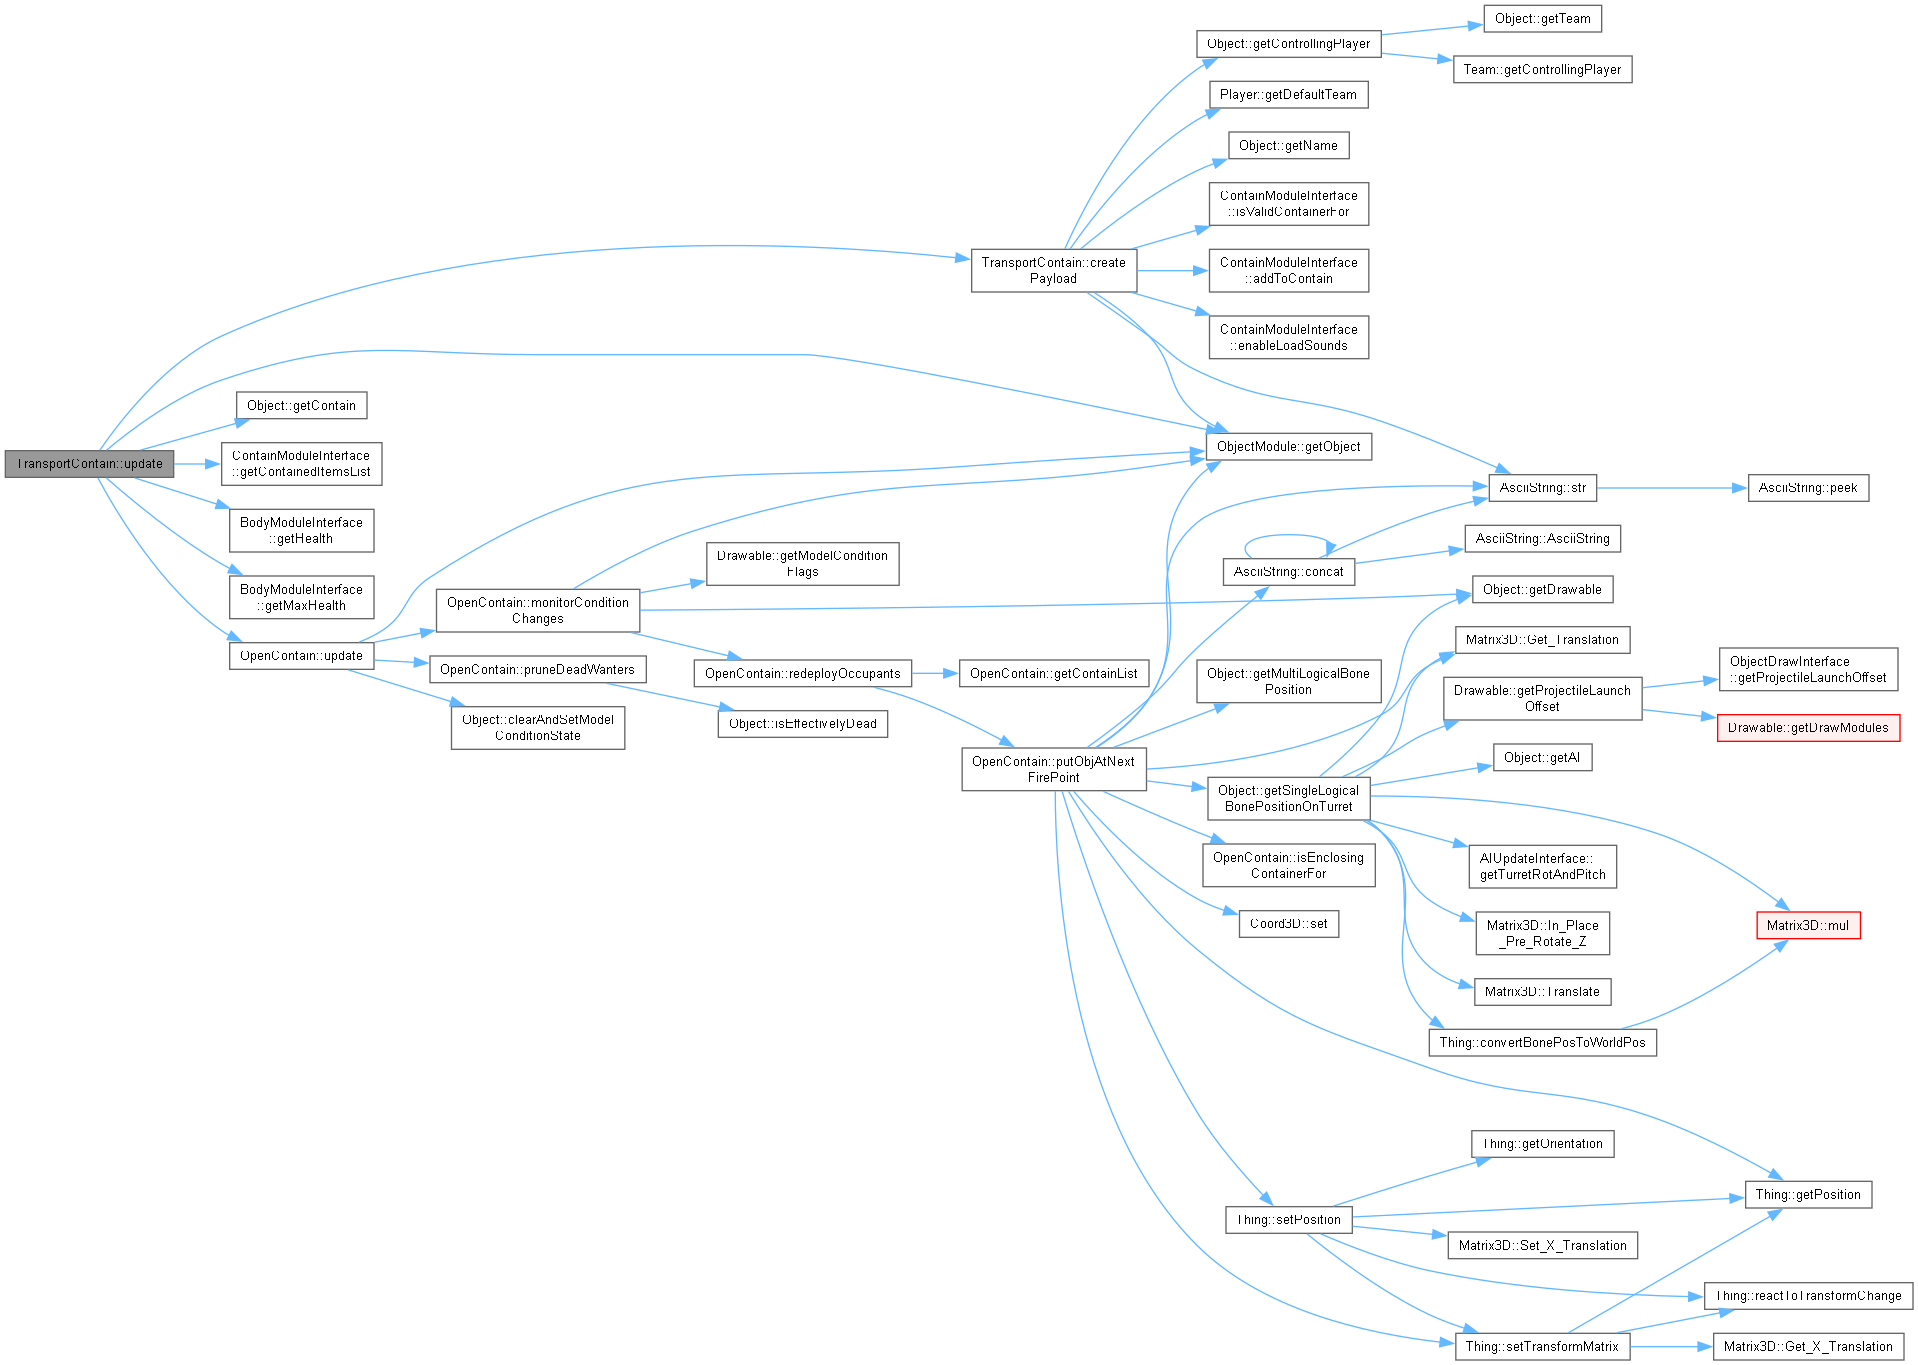 Object::getTeam
Object::getControllingPlayer
Team::getControllingPlayer
Player::getDefaultTeam
Object::getName
ContainModuleInterface
::isValidContainerFor
TransportContain::create
Payload
ContainModuleInterface
::addToContain
ContainModuleInterface
::enableLoadSounds
Object::getContain
ObjectModule::getObject
TransportContain::update
ContainModuleInterface
::getContainedItemsList
AsciiString::str
AsciiString::peek
BodyModuleInterface
::getHealth
AsciiString::AsciiString
Drawable::getModelCondition
Flags
AsciiString::concat
BodyModuleInterface
::getMaxHealth
OpenContain::monitorCondition
Changes
Object::getDrawable
OpenContain::update
Matrix3D::Get_Translation
OpenContain::pruneDeadWanters
OpenContain::redeployOccupants
OpenContain::getContainList
Object::getMultiLogicalBone
Position
ObjectDrawInterface
::getProjectileLaunchOffset
Drawable::getProjectileLaunch
Offset
Object::clearAndSetModel
ConditionState
Object::isEffectivelyDead
Drawable::getDrawModules
OpenContain::putObjAtNext
FirePoint
Object::getAI
Object::getSingleLogical
BonePositionOnTurret
OpenContain::isEnclosing
ContainerFor
AIUpdateInterface::
getTurretRotAndPitch
Coord3D::set
Matrix3D::In_Place
_Pre_Rotate_Z
Matrix3D::mul
Matrix3D::Translate
Thing::convertBonePosToWorldPos
Thing::getOrientation
Thing::getPosition
Thing::setPosition
Matrix3D::Set_X_Translation
Thing::reactToTransformChange
Thing::setTransformMatrix
Matrix3D::Get_X_Translation